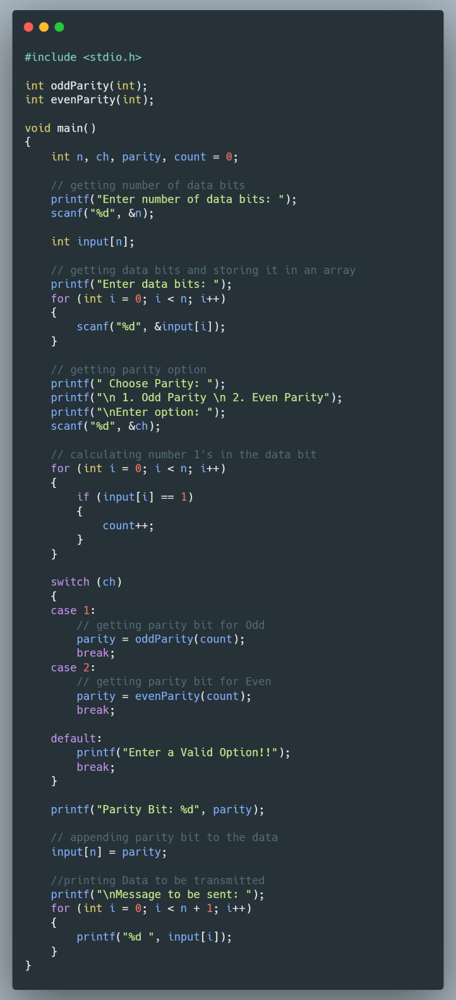 #include <stdio.h>

int oddParity(int);
int evenParity(int);

void main()
{
    int n, ch, parity, count = 0;

    // getting number of data bits
    printf("Enter number of data bits: ");
    scanf("%d", &n);

    int input[n];

    // getting data bits and storing it in an array
    printf("Enter data bits: ");
    for (int i = 0; i < n; i++)
    {
        scanf("%d", &input[i]);
    }

    // getting parity option
    printf(" Choose Parity: ");
    printf("\n 1. Odd Parity \n 2. Even Parity");
    printf("\nEnter option: ");
    scanf("%d", &ch);

    // calculating number 1's in the data bit
    for (int i = 0; i < n; i++)
    {
        if (input[i] == 1)
        {
            count++;
        }
    }

    switch (ch)
    {
    case 1:
        // getting parity bit for Odd
        parity = oddParity(count);
        break;
    case 2:
        // getting parity bit for Even
        parity = evenParity(count);
        break;

    default:
        printf("Enter a Valid Option!!");
        break;
    }

    printf("Parity Bit: %d", parity);

    // appending parity bit to the data
    input[n] = parity;

    //printing Data to be transmitted
    printf("\nMessage to be sent: ");
    for (int i = 0; i < n + 1; i++)
    {
        printf("%d ", input[i]);
    }
}